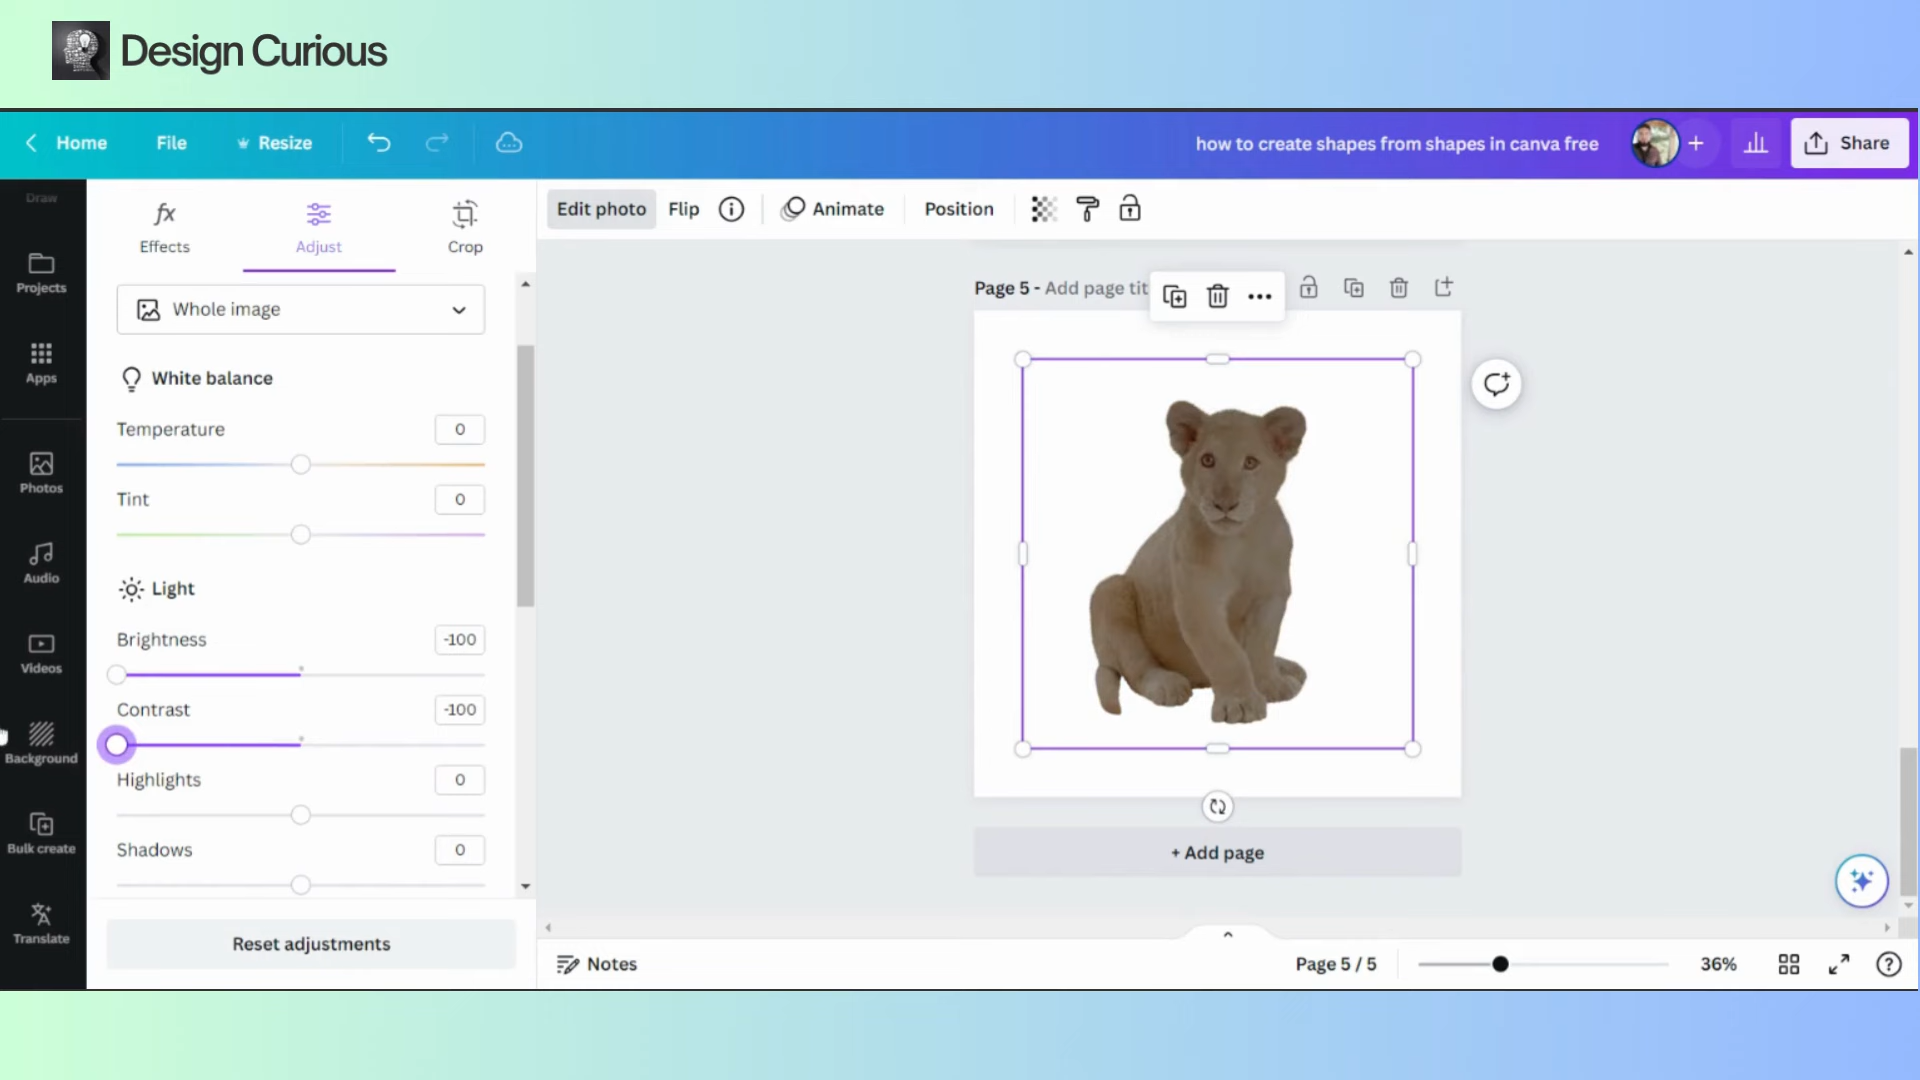 Design Curious
Home File Resize how to create shapes from shapes in canva free + Share
Draw
Projects
Apps
Photos
Audio
Videos
Background
Bulk create
Translate
fx
Effects Adjust Crop
Whole image
White balance
Temperature 0
Tint 0
Light
Brightness -100
Contrast -100
Highlights 0
Shadows 0
Reset adjustments
Edit photo Flip Animate Position
Page 5 - Add page tit
+ Add page
Notes Page 5 / 5 36%